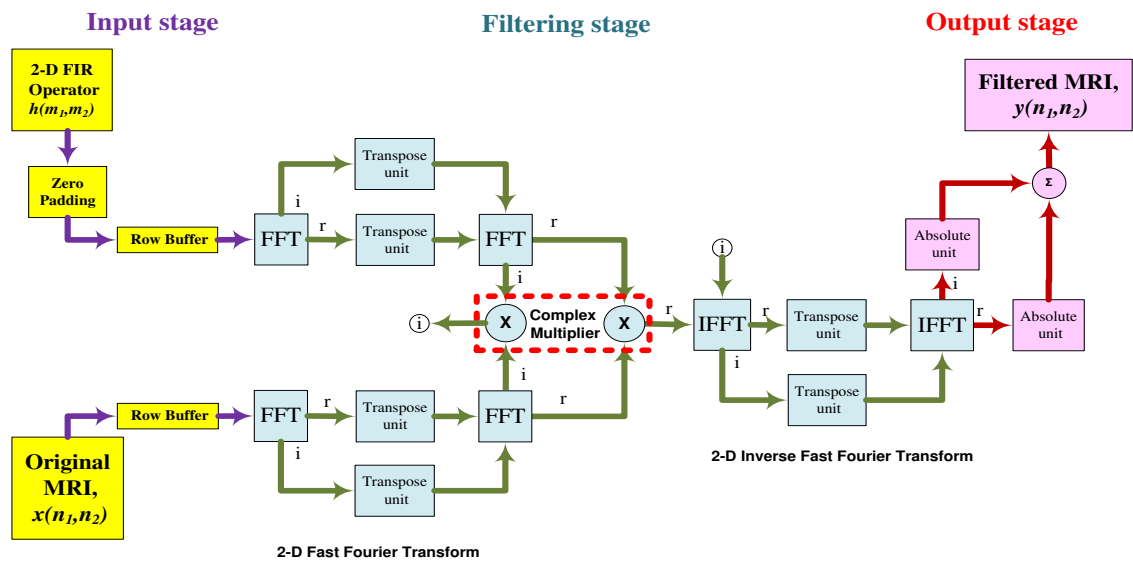 Input stage
Filtering stage
Output stage
2-D FIR
Operator
h(m₁,m₂)
Zero
Padding
Row Buffer
FFT
i
r
Transpose
unit
Transpose
unit
FFT
r
i
X
Complex
Multiplier
X
i
r
i
Row Buffer
FFT
r
i
Transpose
unit
Transpose
unit
FFT
i
r
Original
MRI,
x(n₁,n₂)
2-D Fast Fourier Transform
i
IFFT
r
i
Transpose
unit
Transpose
unit
IFFT
i
r
2-D Inverse Fast Fourier Transform
Absolute
unit
Absolute
unit
Σ
Filtered MRI,
y(n₁,n₂)